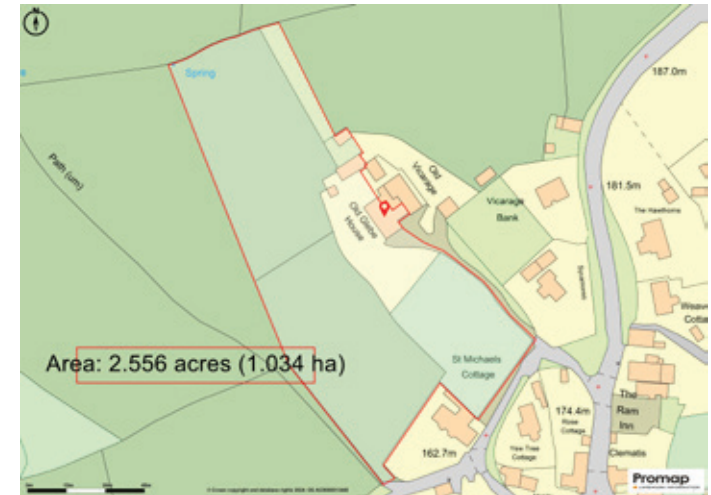 Spring
187.0m
Path (um)
Old
Vicarage
181.5m
Vicarage
Bank
The Hawthorns
Old Glebe
House
Sycamores
Area: 2.556 acres (1.034 ha)
St Michaels
Cottage
The
Ram
Inn
174.4m
Rose
Cottage
Yew Tree
Cottage
Clematis
162.7m
Promap